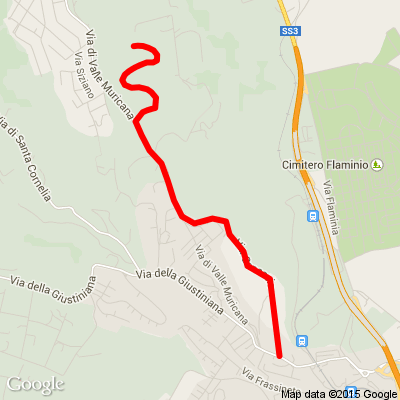 SS3
Via di Valle Muricana
Via Siziano
Via di Santa Cornelia
Cimitero Flaminio
Via Flaminia
Via di Valle Muricana
Via della Giustiniana
Via della Giustiniana
Via Frassineto
Google
Map data ©2015 Google